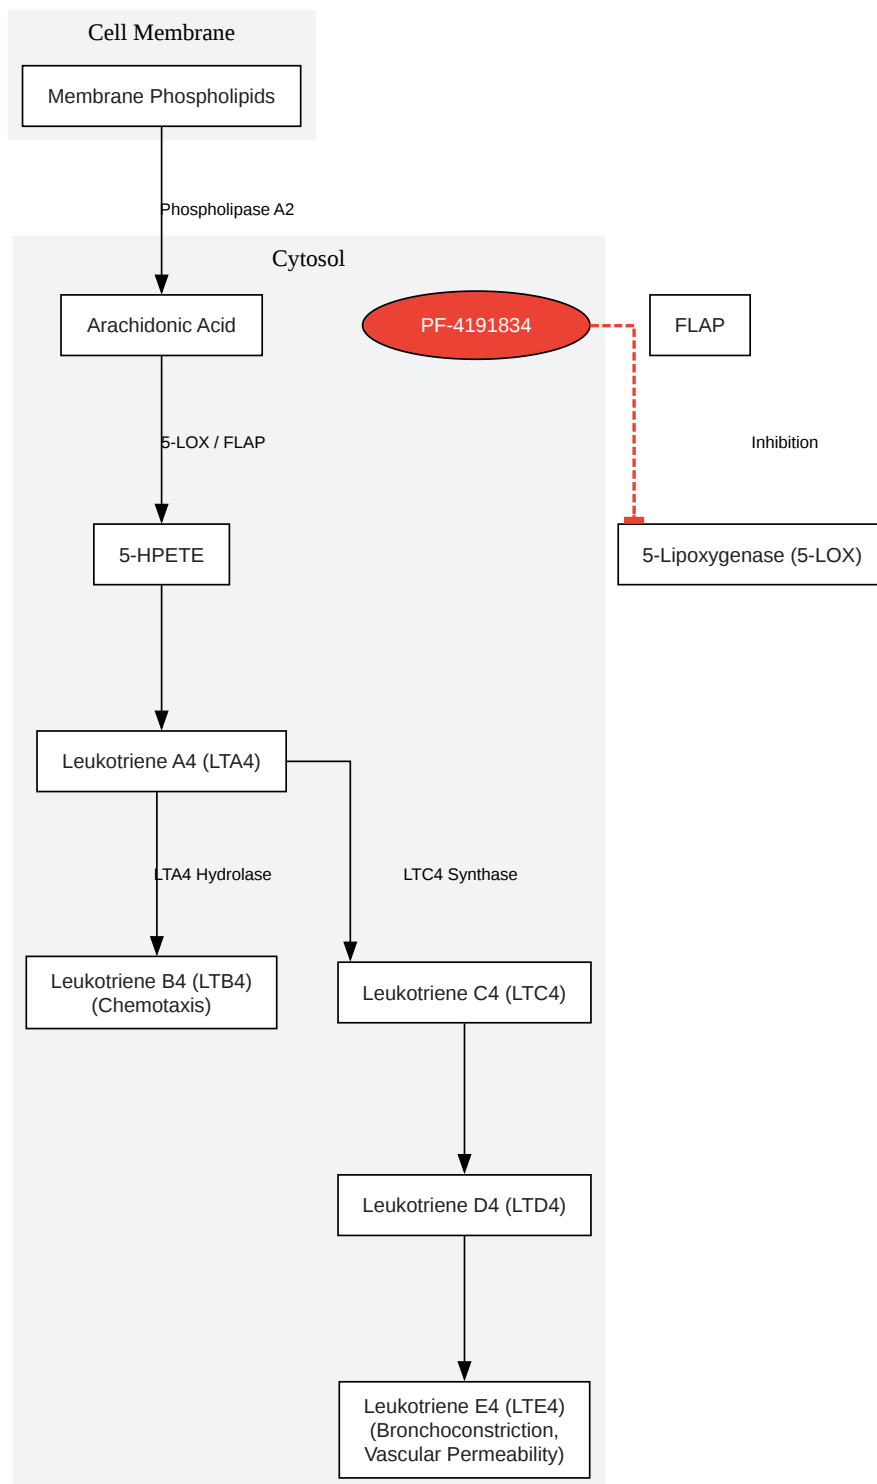 Cell Membrane
Membrane Phospholipids
Phospholipase A2
Cytosol
Arachidonic Acid
PF-4191834
FLAP
5-LOX / FLAP
Inhibition
5-HPETE
5-Lipoxygenase (5-LOX)
Leukotriene A4 (LTA4)
LTA4 Hydrolase
LTC4 Synthase
Leukotriene B4 (LTB4)
(Chemotaxis)
Leukotriene C4 (LTC4)
Leukotriene D4 (LTD4)
Leukotriene E4 (LTE4)
(Bronchoconstriction,
Vascular Permeability)